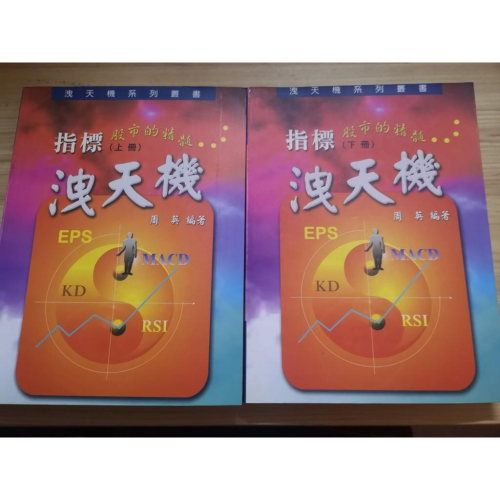 洩天機系列叢書
指標 股市的精髓
(上冊)
洩天機
周英 編著
EPS
MACD
KD
RSI
洩天機系列叢書
指標 股市的精髓
(下冊)
洩天機
周英 編著
EPS
MACD
KD
RSI